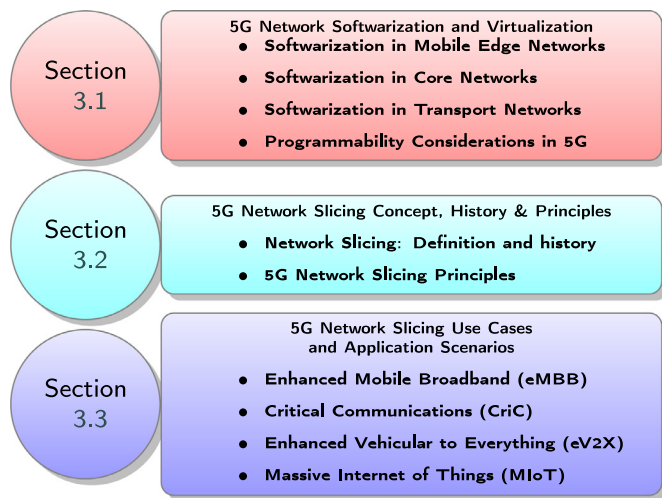 Section
3.1
5G Network Softwarization and Virtualization
• Softwarization in Mobile Edge Networks
• Softwarization in Core Networks
• Softwarization in Transport Networks
• Programmability Considerations in 5G
Section
3.2
5G Network Slicing Concept, History & Principles
• Network Slicing: Definition and history
• 5G Network Slicing Principles
Section
3.3
5G Network Slicing Use Cases
and Application Scenarios
• Enhanced Mobile Broadband (eMBB)
• Critical Communications (CriC)
• Enhanced Vehicular to Everything (eV2X)
• Massive Internet of Things (MIoT)